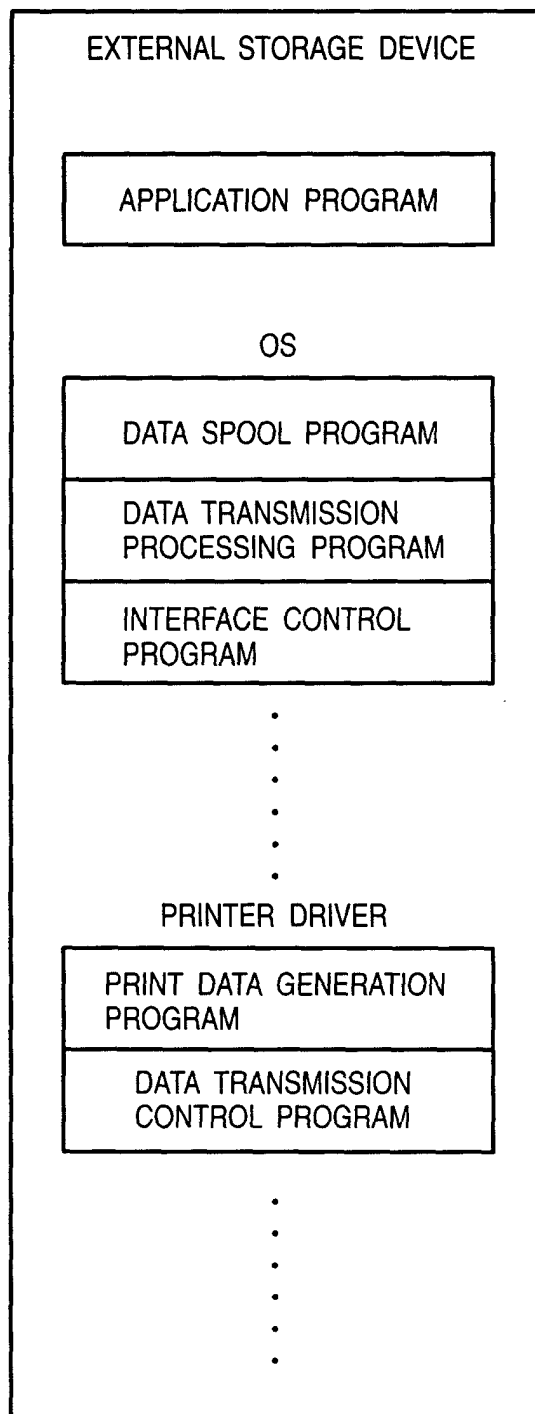 EXTERNAL STORAGE DEVICE
APPLICATION PROGRAM
OS
DATA SPOOL PROGRAM
DATA TRANSMISSION
PROCESSING PROGRAM
INTERFACE CONTROL
PROGRAM
PRINTER DRIVER
PRINT DATA GENERATION
PROGRAM
DATA TRANSMISSION
CONTROL PROGRAM